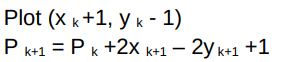 Plot (x k +1, y k - 1)
P k+1 = P k +2x k+1 – 2y k+1 +1